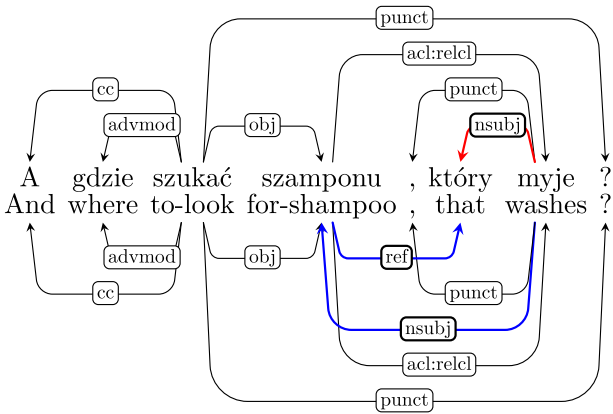 punct
acl:relcl
cc punct
advmod obj nsubj
A gdzie szukać szamponu , który myje ?
And where to-look for-shampoo , that washes ?
advmod obj ref
cc punct
nsubj
acl:relcl
punct